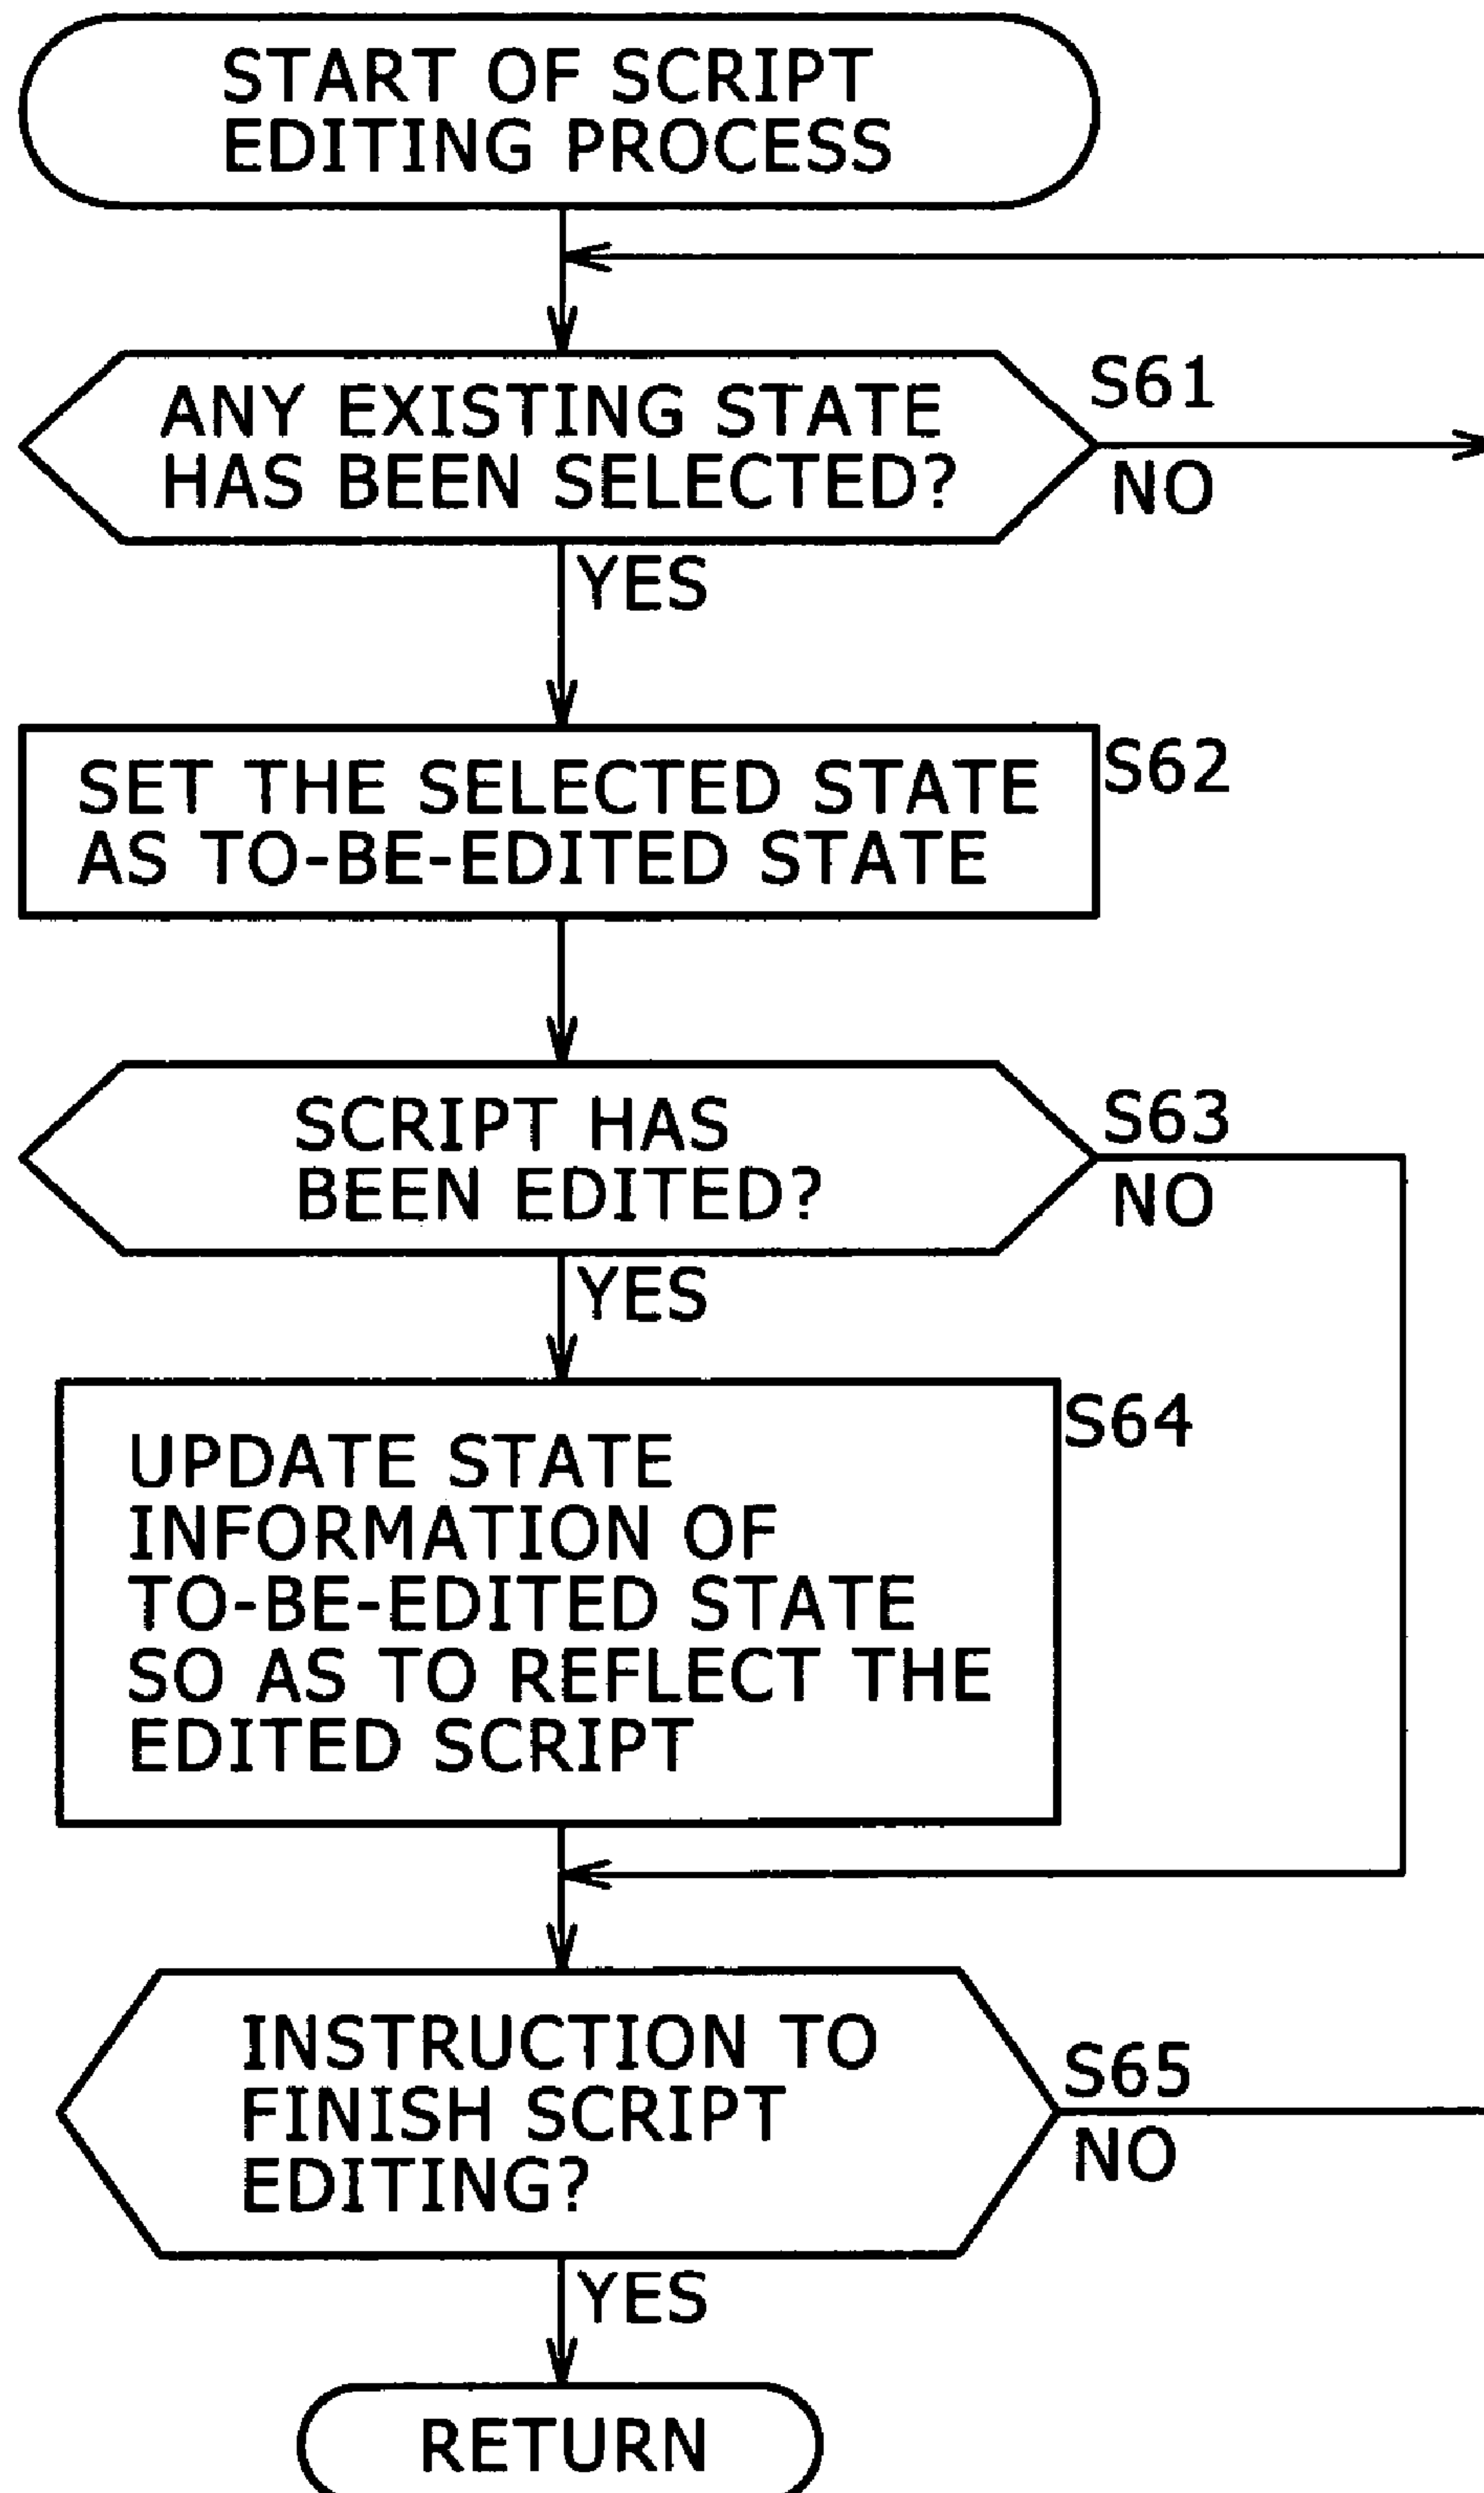 START OF SCRIPT
EDITING PROCESS
ANY EXISTING STATE
HAS BEEN SELECTED?
S61
NO
YES
SET THE SELECTED STATE
AS TO-BE-EDITED STATE
S62
SCRIPT HAS
BEEN EDITED?
S63
NO
YES
UPDATE STATE
INFORMATION OF
TO-BE-EDITED STATE
SO AS TO REFLECT THE
EDITED SCRIPT
S64
INSTRUCTION TO
FINISH SCRIPT
EDITING?
S65
NO
YES
RETURN